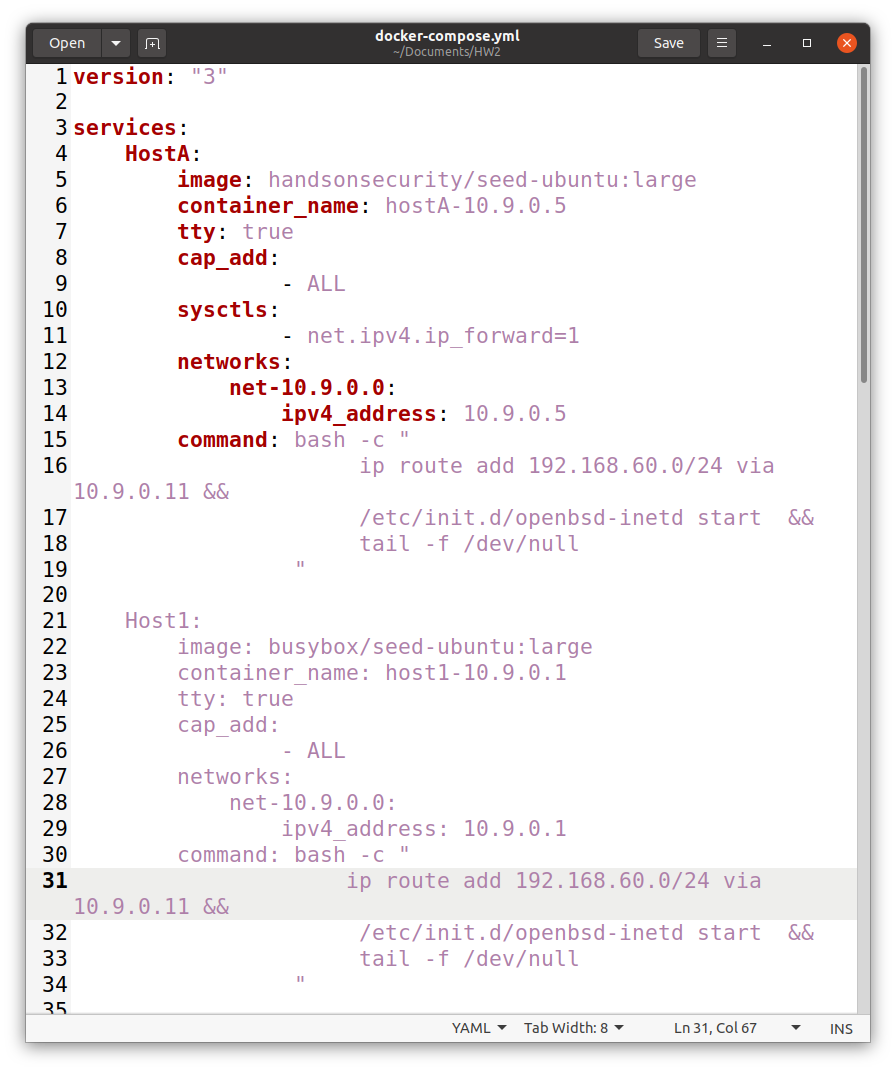 Open
docker-compose.yml
~/Documents/HW2
Save
1 version: "3"
2
3 services:
4     HostA:
5         image: handsonsecurity/seed-ubuntu:large
6         container_name: hostA-10.9.0.5
7         tty: true
8         cap_add:
9                 - ALL
10         sysctls:
11                 - net.ipv4.ip_forward=1
12         networks:
13             net-10.9.0.0:
14                 ipv4_address: 10.9.0.5
15         command: bash -c "
16                       ip route add 192.168.60.0/24 via
10.9.0.11 &&
17                       /etc/init.d/openbsd-inetd start  &&
18                       tail -f /dev/null
19                  "
20
21     Host1:
22         image: busybox/seed-ubuntu:large
23         container_name: host1-10.9.0.1
24         tty: true
25         cap_add:
26                 - ALL
27         networks:
28             net-10.9.0.0:
29                 ipv4_address: 10.9.0.1
30         command: bash -c "
31                      ip route add 192.168.60.0/24 via
10.9.0.11 &&
32                       /etc/init.d/openbsd-inetd start  &&
33                       tail -f /dev/null
34                  "
35
YAML Tab Width: 8 Ln 31, Col 67 INS